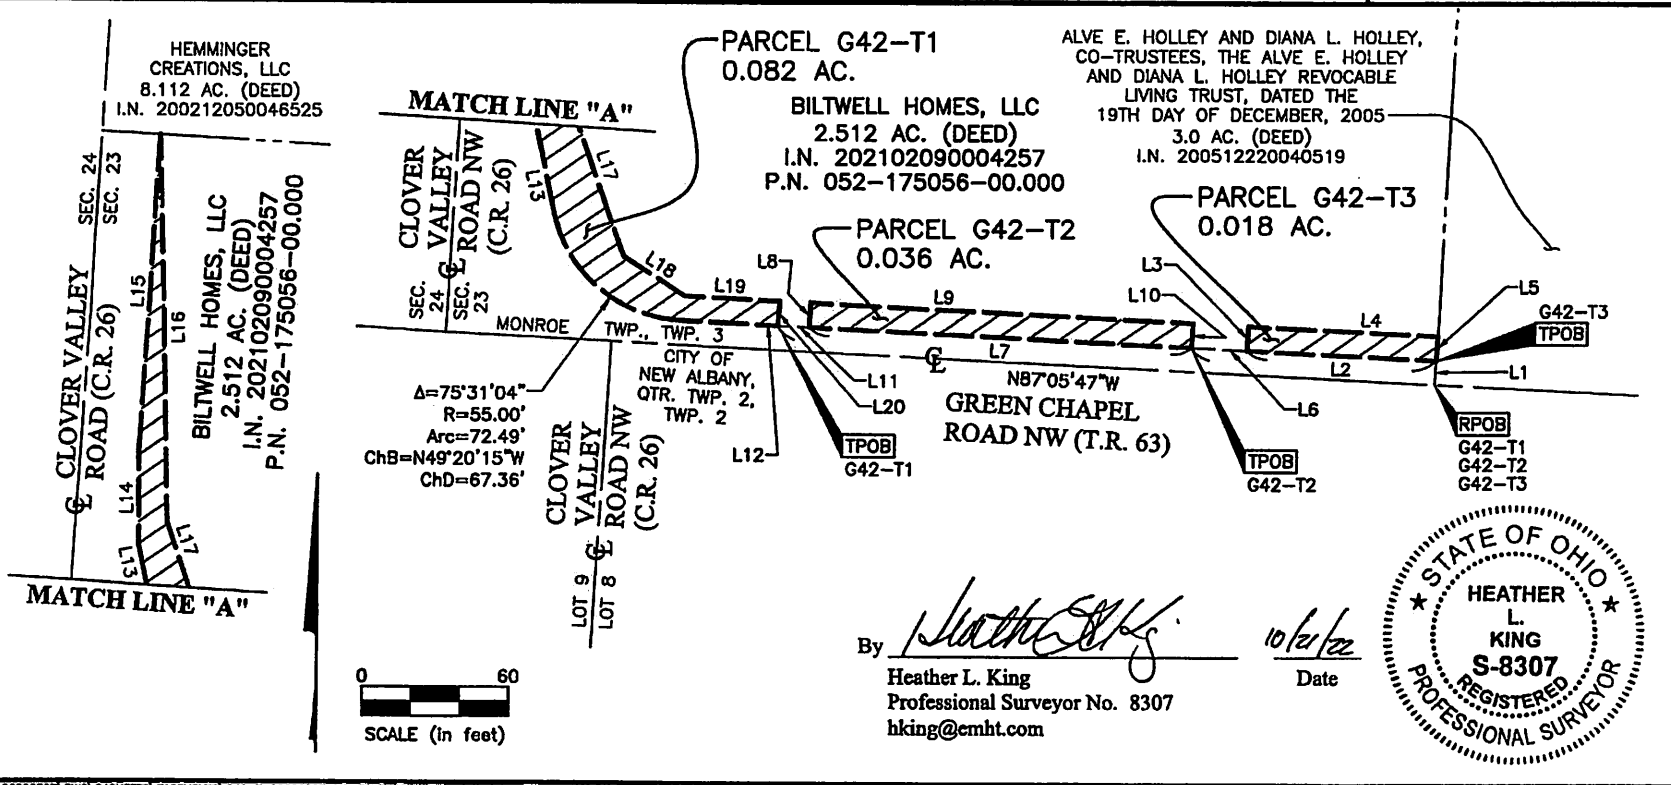 HEMMINGER
CREATIONS, LLC
8.112 AC. (DEED)
I.N. 200212050046525
SEC. 24
SEC. 23
CLOVER VALLEY
ROAD (C.R. 26)
BILTWELL HOMES, LLC
2.512 AC. (DEED)
I.N. 202102090004257
P.N. 052-175056-00.000
L15
L16
L14
L17
L13
MATCH LINE "A"
MATCH LINE "A"
CLOVER
VALLEY
ROAD NW
(C.R. 26)
SEC. 24
SEC. 23
L17
L13
L18
L19
PARCEL G42-T1
0.082 AC.
BILTWELL HOMES, LLC
2.512 AC. (DEED)
I.N. 202102090004257
P.N. 052-175056-00.000
ALVE E. HOLLEY AND DIANA L. HOLLEY,
CO-TRUSTEES, THE ALVE E. HOLLEY
AND DIANA L. HOLLEY REVOCABLE
LIVING TRUST, DATED THE
19TH DAY OF DECEMBER, 2005
3.0 AC. (DEED)
I.N. 200512220040519
PARCEL G42-T2
0.036 AC.
PARCEL G42-T3
0.018 AC.
L8
L9
L3
L10
L4
L5
G42-T3
TPOB
L7
L2
L1
L6
L11
L20
L12
MONROE TWP., TWP. 3
CITY OF
NEW ALBANY,
QTR. TWP. 2,
TWP. 2
N87°05'47"W
GREEN CHAPEL
ROAD NW (T.R. 63)
Δ=75°31'04"
R=55.00'
Arc=72.49'
ChB=N49°20'15"W
ChD=67.36'
CLOVER
VALLEY
ROAD NW
(C.R. 26)
LOT 9
LOT 8
TPOB
G42-T1
TPOB
G42-T2
RPOB
G42-T1
G42-T2
G42-T3
0 60
SCALE (in feet)
By Heather L. King
10/21/22
Heather L. King
Date
Professional Surveyor No. 8307
hking@emht.com
STATE OF OHIO
HEATHER
L.
KING
S-8307
REGISTERED
PROFESSIONAL SURVEYOR